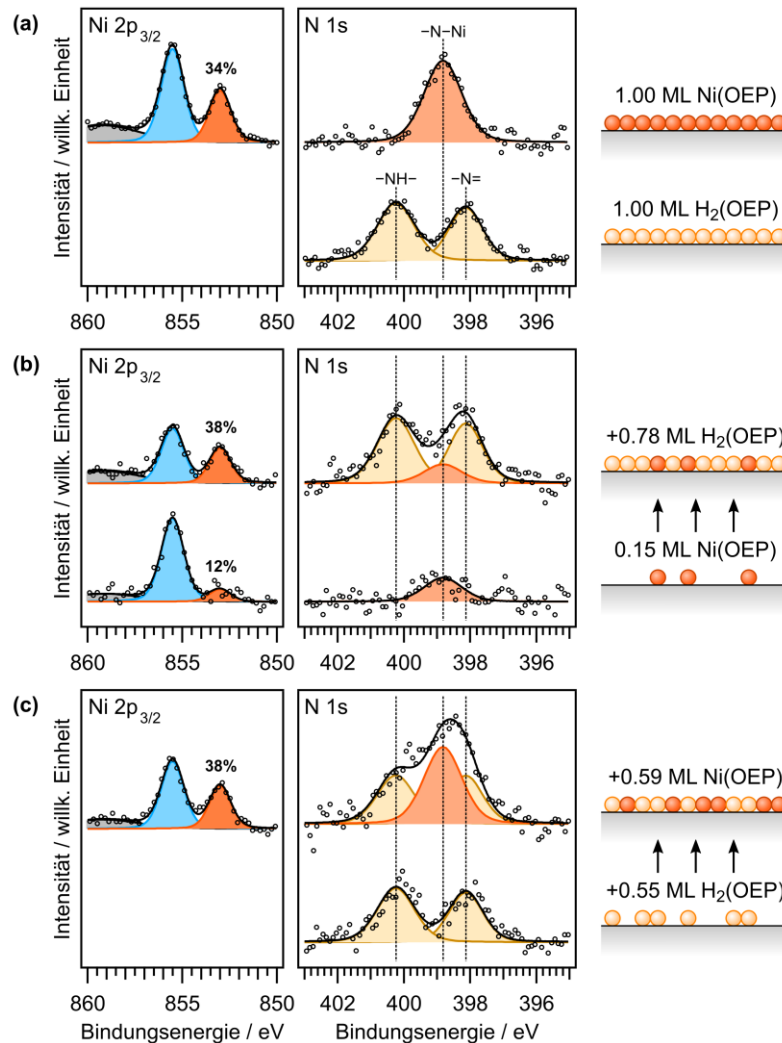 (a)
Ni 2p3/2
34%
N 1s
−N−Ni
−NH−
−N=
Intensität / willk. Einheit
860 855 850
402 400 398 396
1.00 ML Ni(OEP)
1.00 ML H2(OEP)
(b)
Ni 2p3/2
38%
12%
N 1s
Intensität / willk. Einheit
860 855 850
402 400 398 396
+0.78 ML H2(OEP)
0.15 ML Ni(OEP)
(c)
Ni 2p3/2
38%
N 1s
Intensität / willk. Einheit
860 855 850
402 400 398 396
Bindungsenergie / eV
Bindungsenergie / eV
+0.59 ML Ni(OEP)
+0.55 ML H2(OEP)